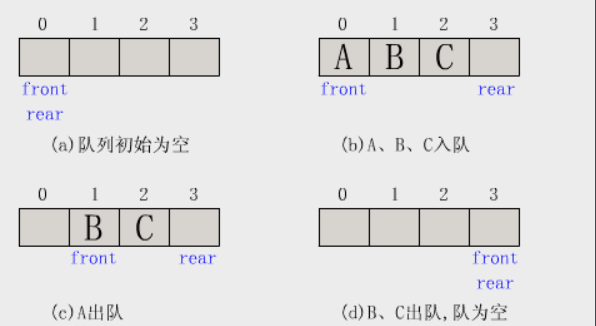 0 1 2 3
front
rear
(a)队列初始为空
0 1 2 3
A B C
front rear
(b)A、B、C入队
0 1 2 3
B C
front rear
(c)A出队
0 1 2 3
front
rear
(d)B、C出队,队为空